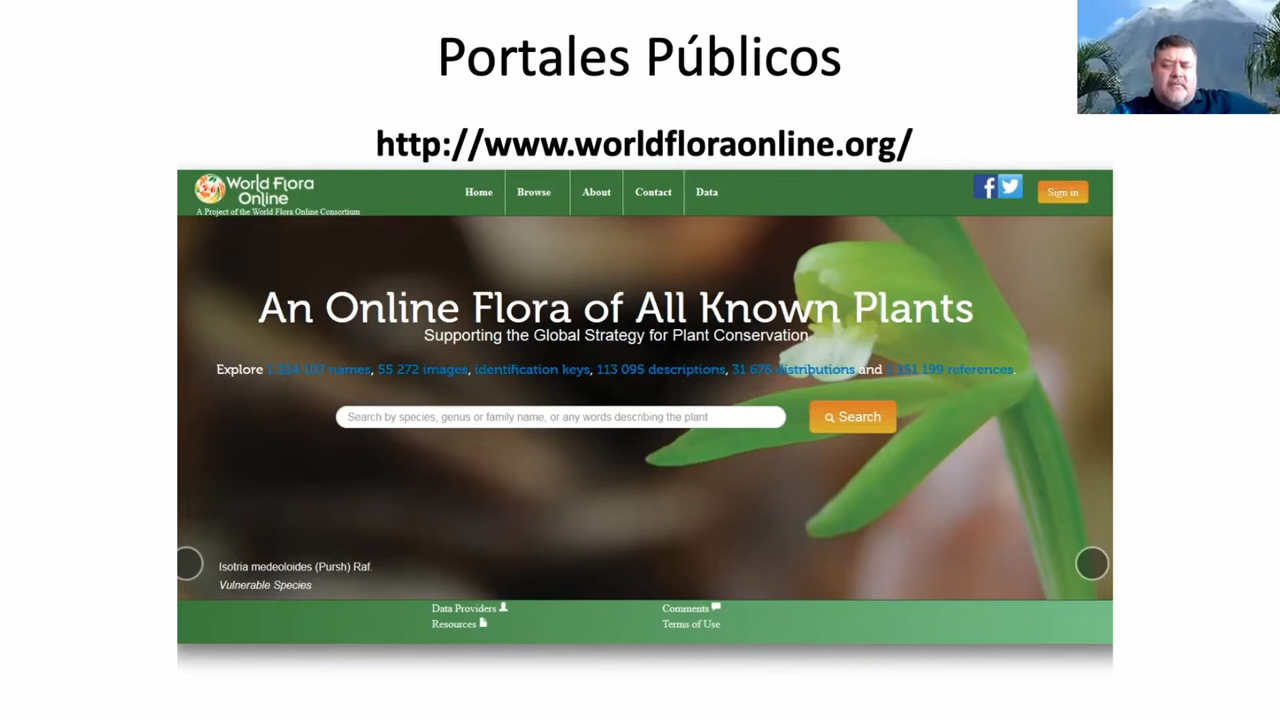 Portales Públicos
http://www.worldfloraonline.org/
World Flora
Online
A Project of the World Flora Online Consortium
Home Browse About Contact Data
Sign in
An Online Flora of All Known Plants
Supporting the Global Strategy for Plant Conservation
Explore 107 names, 55 272 images, identification keys, 113 095 descriptions, 31 676 distributions and 199 references.
Search by species, genus or family name, or any words describing the plant
Search
Isotria medeoloides (Pursh) Raf.
Vulnerable Species
Data Providers
Comments
Resources
Terms of Use